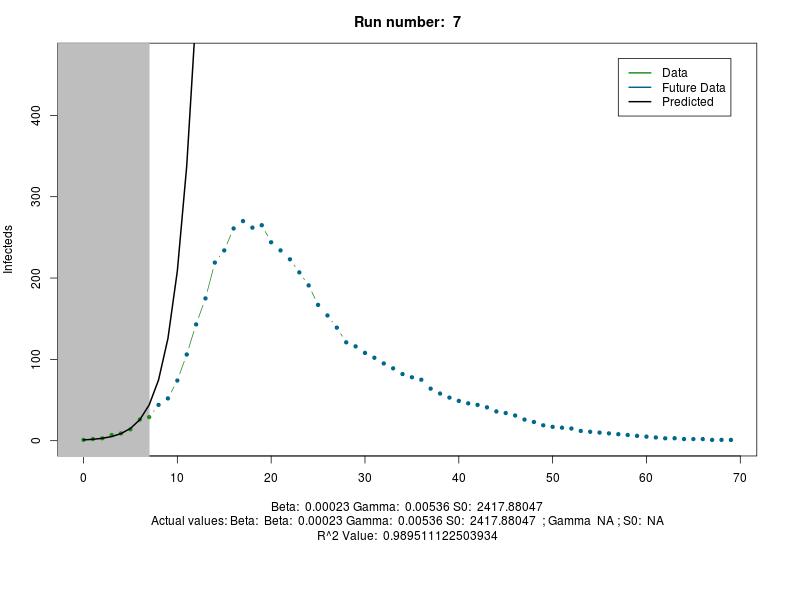 Run number: 7
Data
Future Data
Predicted
Infecteds
400
300
200
100
0
0 10 20 30 40 50 60 70
Beta: 0.00023 Gamma: 0.00536 S0: 2417.88047
Actual values: Beta: Beta: 0.00023 Gamma: 0.00536 S0: 2417.88047 ; Gamma NA ; S0: NA
R^2 Value: 0.989511122503934